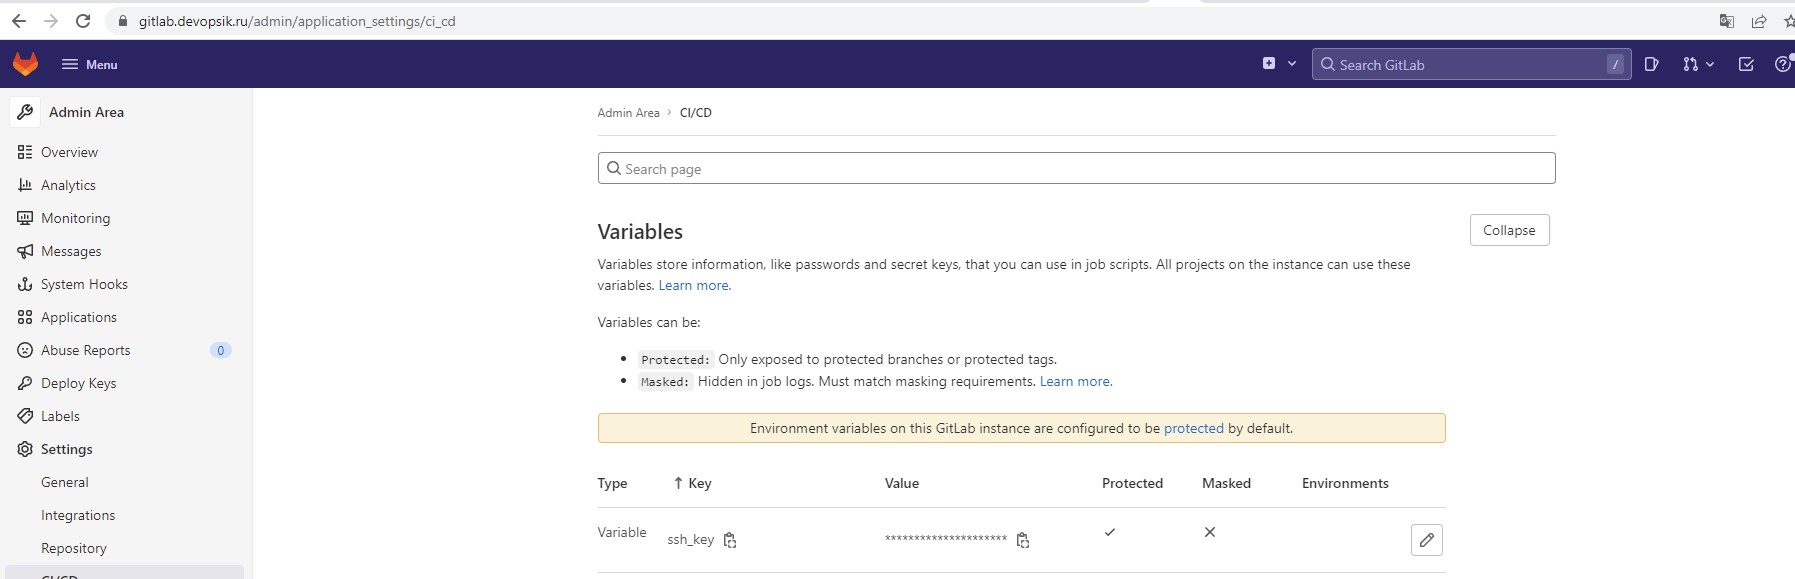 gitlab.devopsik.ru/admin/application_settings/ci_cd
Menu
Search GitLab
/
Admin Area
Overview
Analytics
Monitoring
Messages
System Hooks
Applications
Abuse Reports 0
Deploy Keys
Labels
Settings
General
Integrations
Repository
CI/CD
Admin Area › CI/CD
Search page
Variables
Collapse
Variables store information, like passwords and secret keys, that you can use in job scripts. All projects on the instance can use these
variables. Learn more.
Variables can be:
• Protected: Only exposed to protected branches or protected tags.
• Masked: Hidden in job logs. Must match masking requirements. Learn more.
Environment variables on this GitLab instance are configured to be protected by default.
Type ↑ Key Value Protected Masked Environments
Variable ssh_key *********************